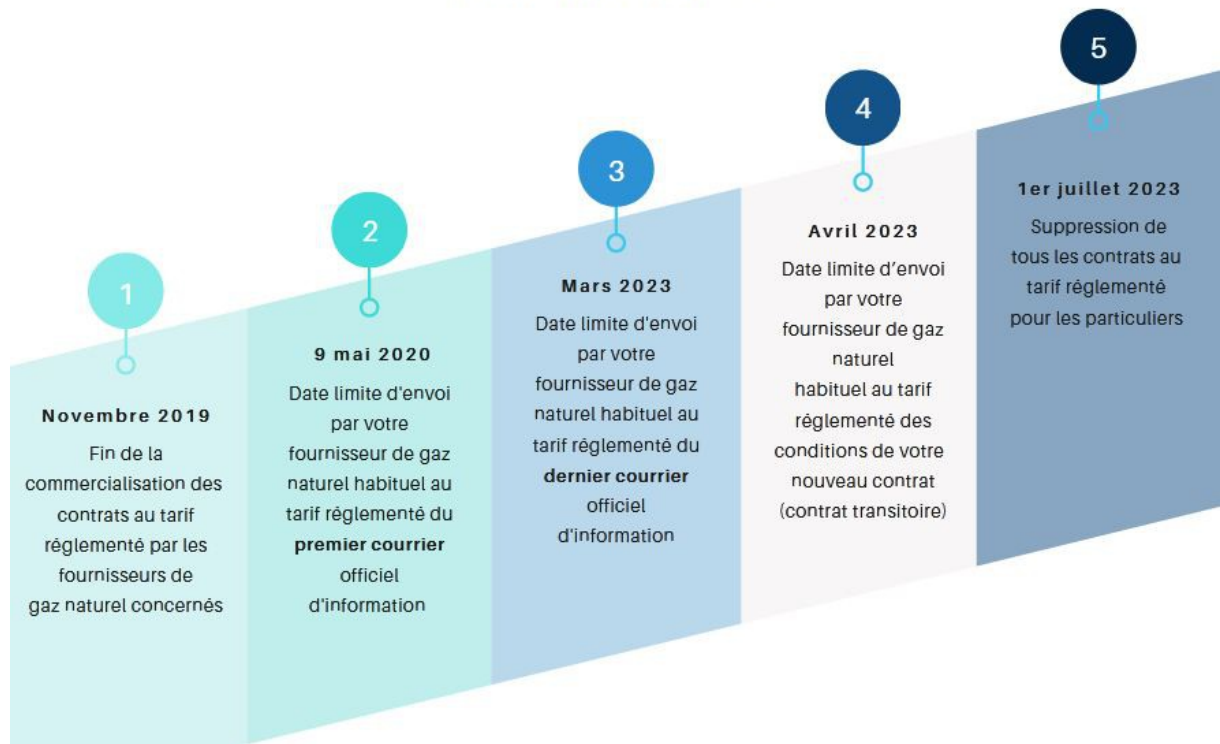 1
Novembre 2019
Fin de la
commercialisation des
contrats au tarif
réglementé par les
fournisseurs de
gaz naturel concernés
2
9 mai 2020
Date limite d'envoi
par votre
fournisseur de gaz
naturel habituel au
tarif réglementé du
premier courrier
officiel
d'information
3
Mars 2023
Date limite d'envoi
par votre
fournisseur de gaz
naturel habituel au
tarif réglementé du
dernier courrier
officiel
d'information
4
Avril 2023
Date limite d’envoi
par votre
fournisseur de gaz
naturel
habituel au tarif
réglementé des
conditions de votre
nouveau contrat
(contrat transitoire)
5
1er juillet 2023
Suppression de
tous les contrats au
tarif réglementé
pour les particuliers